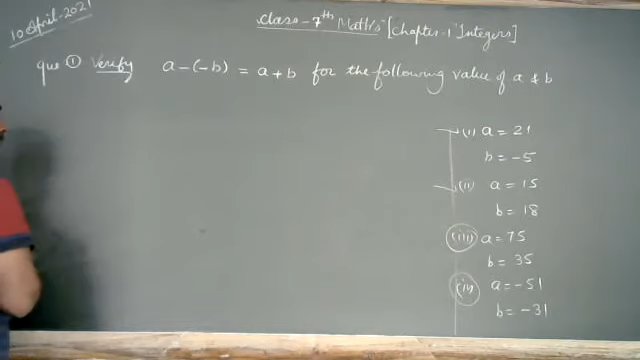 10 April. 2021
class-7th Math's [Chapter-1 Integers]
que ① Verify a-(-b) = a+b for the following value of a & b
(i) a = 21
b = -5
(ii) a = 15
b = 18
(iii) a = 75
b = 35
(iv) a = -51
b = -31